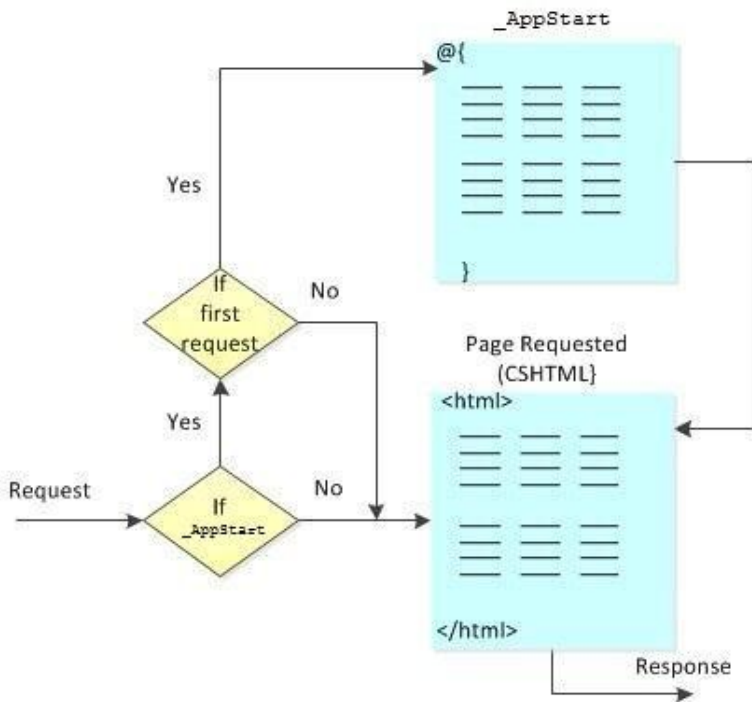 _AppStart
@{
}
Yes
If
first
request
No
Yes
Request
If
_AppStart
No
Page Requested
(CSHTML}
<html>
</html>
Response